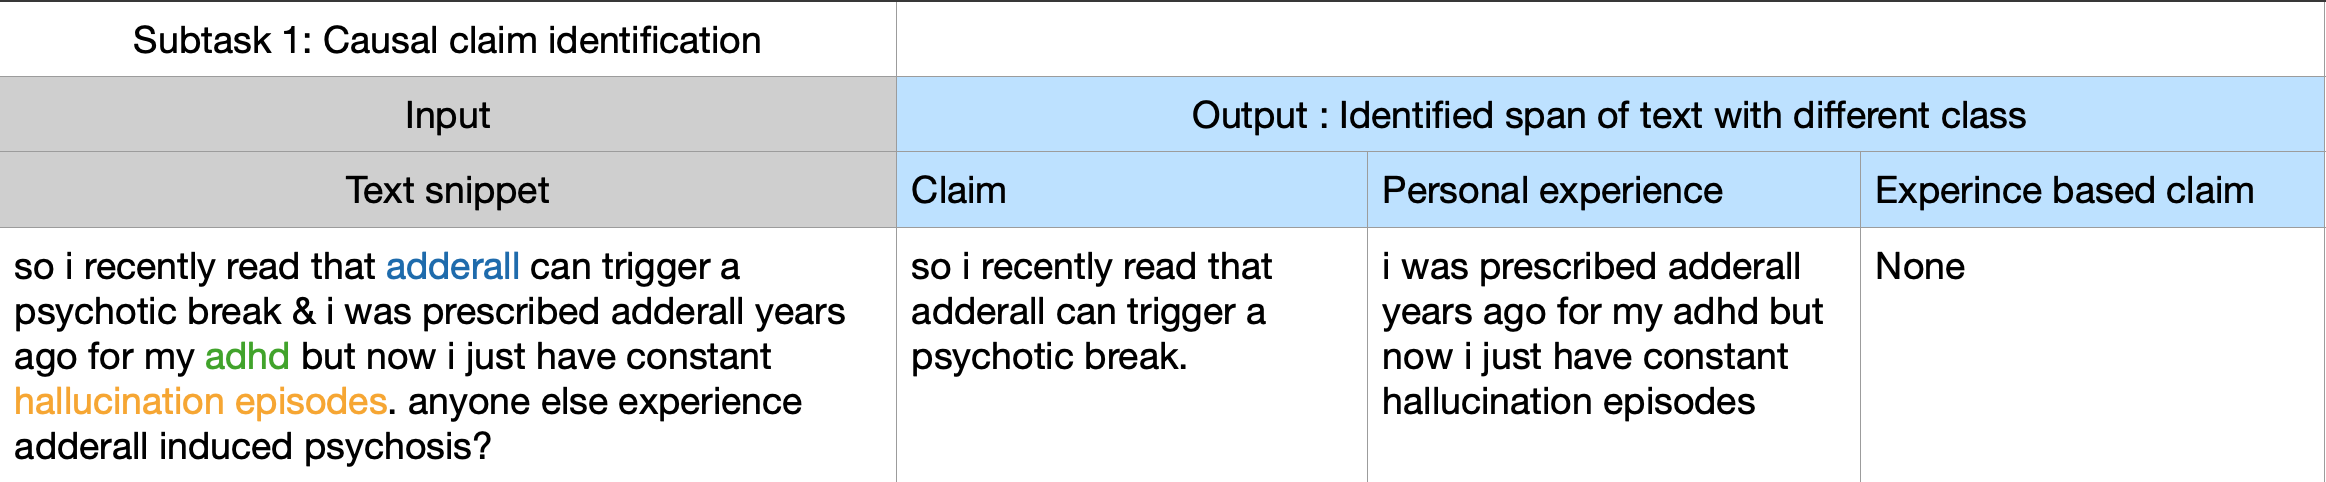 Subtask 1: Causal claim identification
Input
Output : Identified span of text with different class
Text snippet
Claim
Personal experience
Experince based claim
so i recently read that adderall can trigger a
psychotic break & i was prescribed adderall years
ago for my adhd but now i just have constant
hallucination episodes. anyone else experience
adderall induced psychosis?
so i recently read that
adderall can trigger a
psychotic break.
i was prescribed adderall
years ago for my adhd but
now i just have constant
hallucination episodes
None